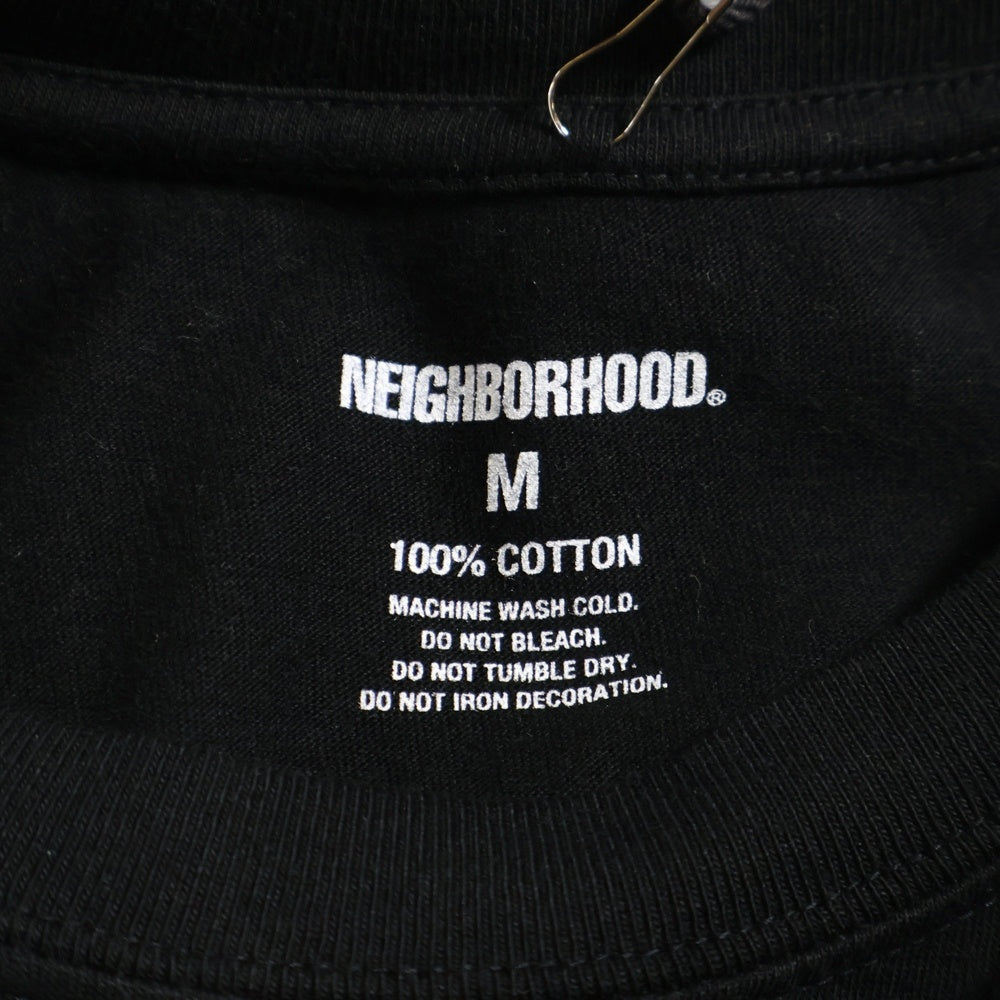 NEIGHBORHOOD®
M
100% COTTON
MACHINE WASH COLD.
DO NOT BLEACH.
DO NOT TUMBLE DRY.
DO NOT IRON DECORATION.